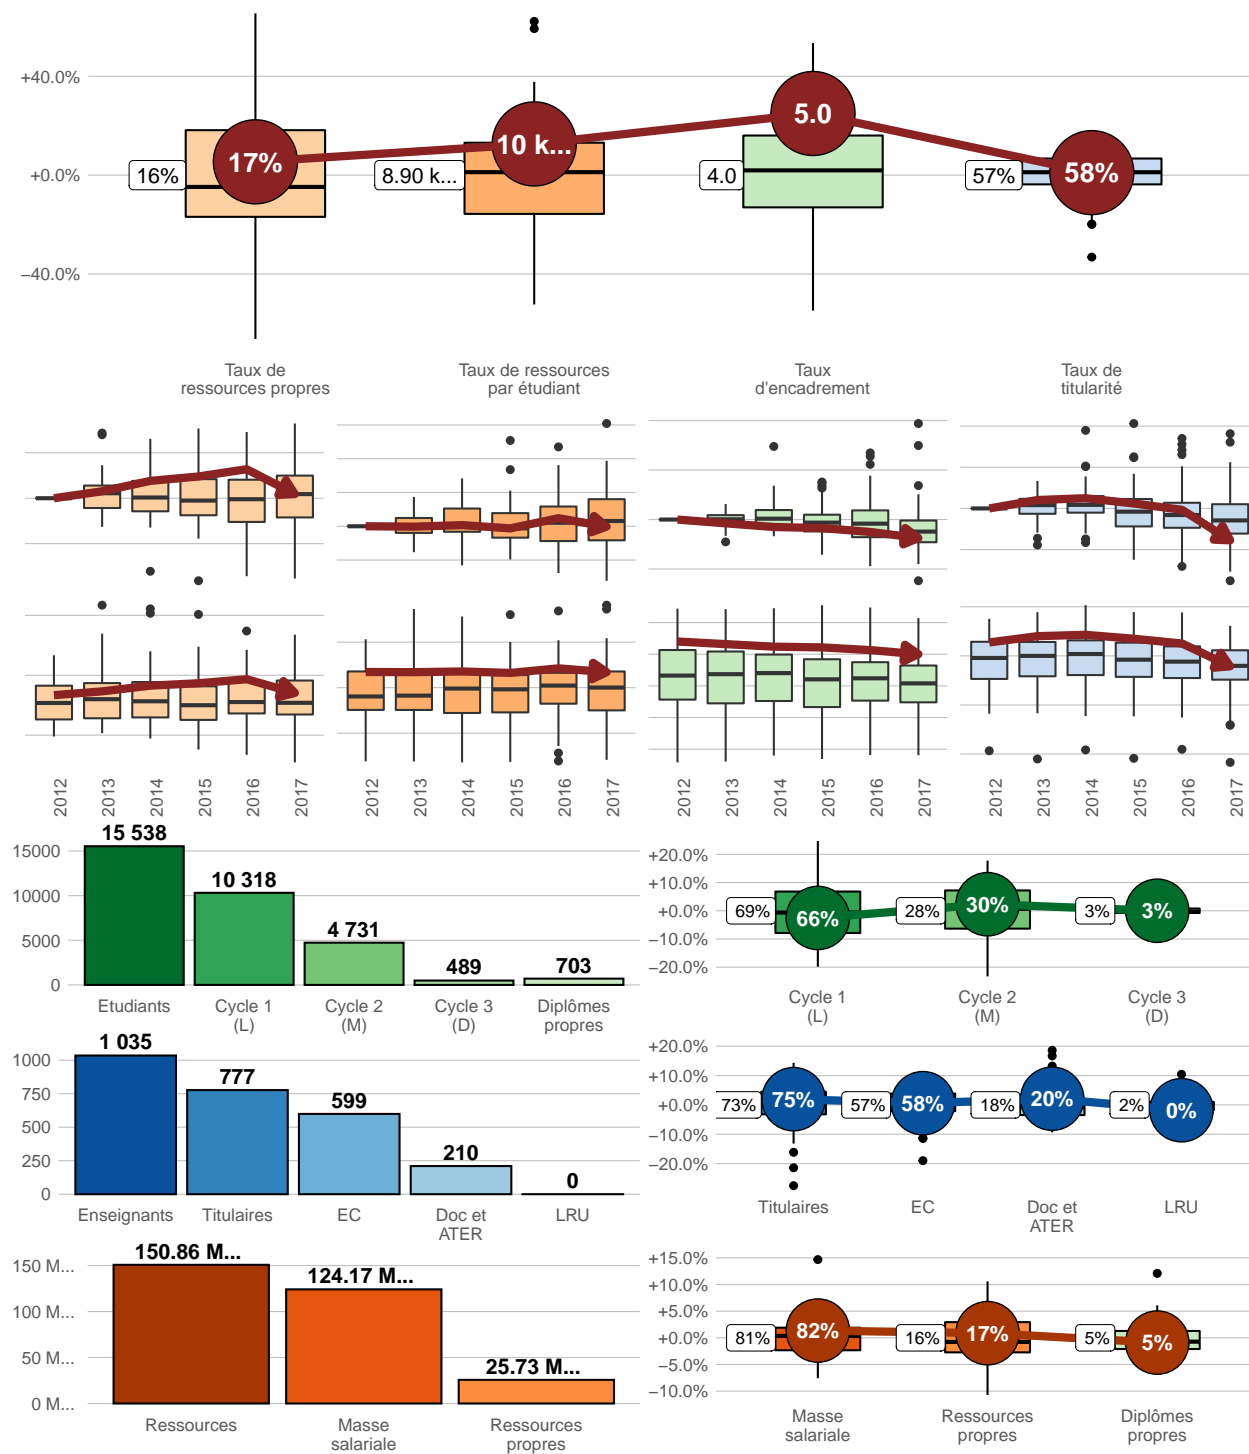 +40.0%
+0.0%
−40.0%
16%
17%
8.90 k...
10 k...
4.0
5.0
57%
58%
Taux de
ressources propres
Taux de ressources
par étudiant
Taux
d'encadrement
Taux de
titularité
2012
2013
2014
2015
2016
2017
2012
2013
2014
2015
2016
2017
2012
2013
2014
2015
2016
2017
2012
2013
2014
2015
2016
2017
15000
10000
5000
0
15 538
10 318
4 731
489
703
Etudiants
Cycle 1
(L)
Cycle 2
(M)
Cycle 3
(D)
Diplômes
propres
+20.0%
+10.0%
+0.0%
−10.0%
−20.0%
69%
66%
28%
30%
3%
3%
Cycle 1
(L)
Cycle 2
(M)
Cycle 3
(D)
1000
750
500
250
0
1 035
777
599
210
0
Enseignants
Titulaires
EC
Doc et
ATER
LRU
+20.0%
+10.0%
+0.0%
−10.0%
−20.0%
73%
75%
57%
58%
18%
20%
2%
0%
Titulaires
EC
Doc et
ATER
LRU
150 M...
100 M...
50 M...
0 M...
150.86 M...
124.17 M...
25.73 M...
Ressources
Masse
salariale
Ressources
propres
+15.0%
+10.0%
+5.0%
+0.0%
−5.0%
−10.0%
81%
82%
16%
17%
5%
5%
Masse
salariale
Ressources
propres
Diplômes
propres